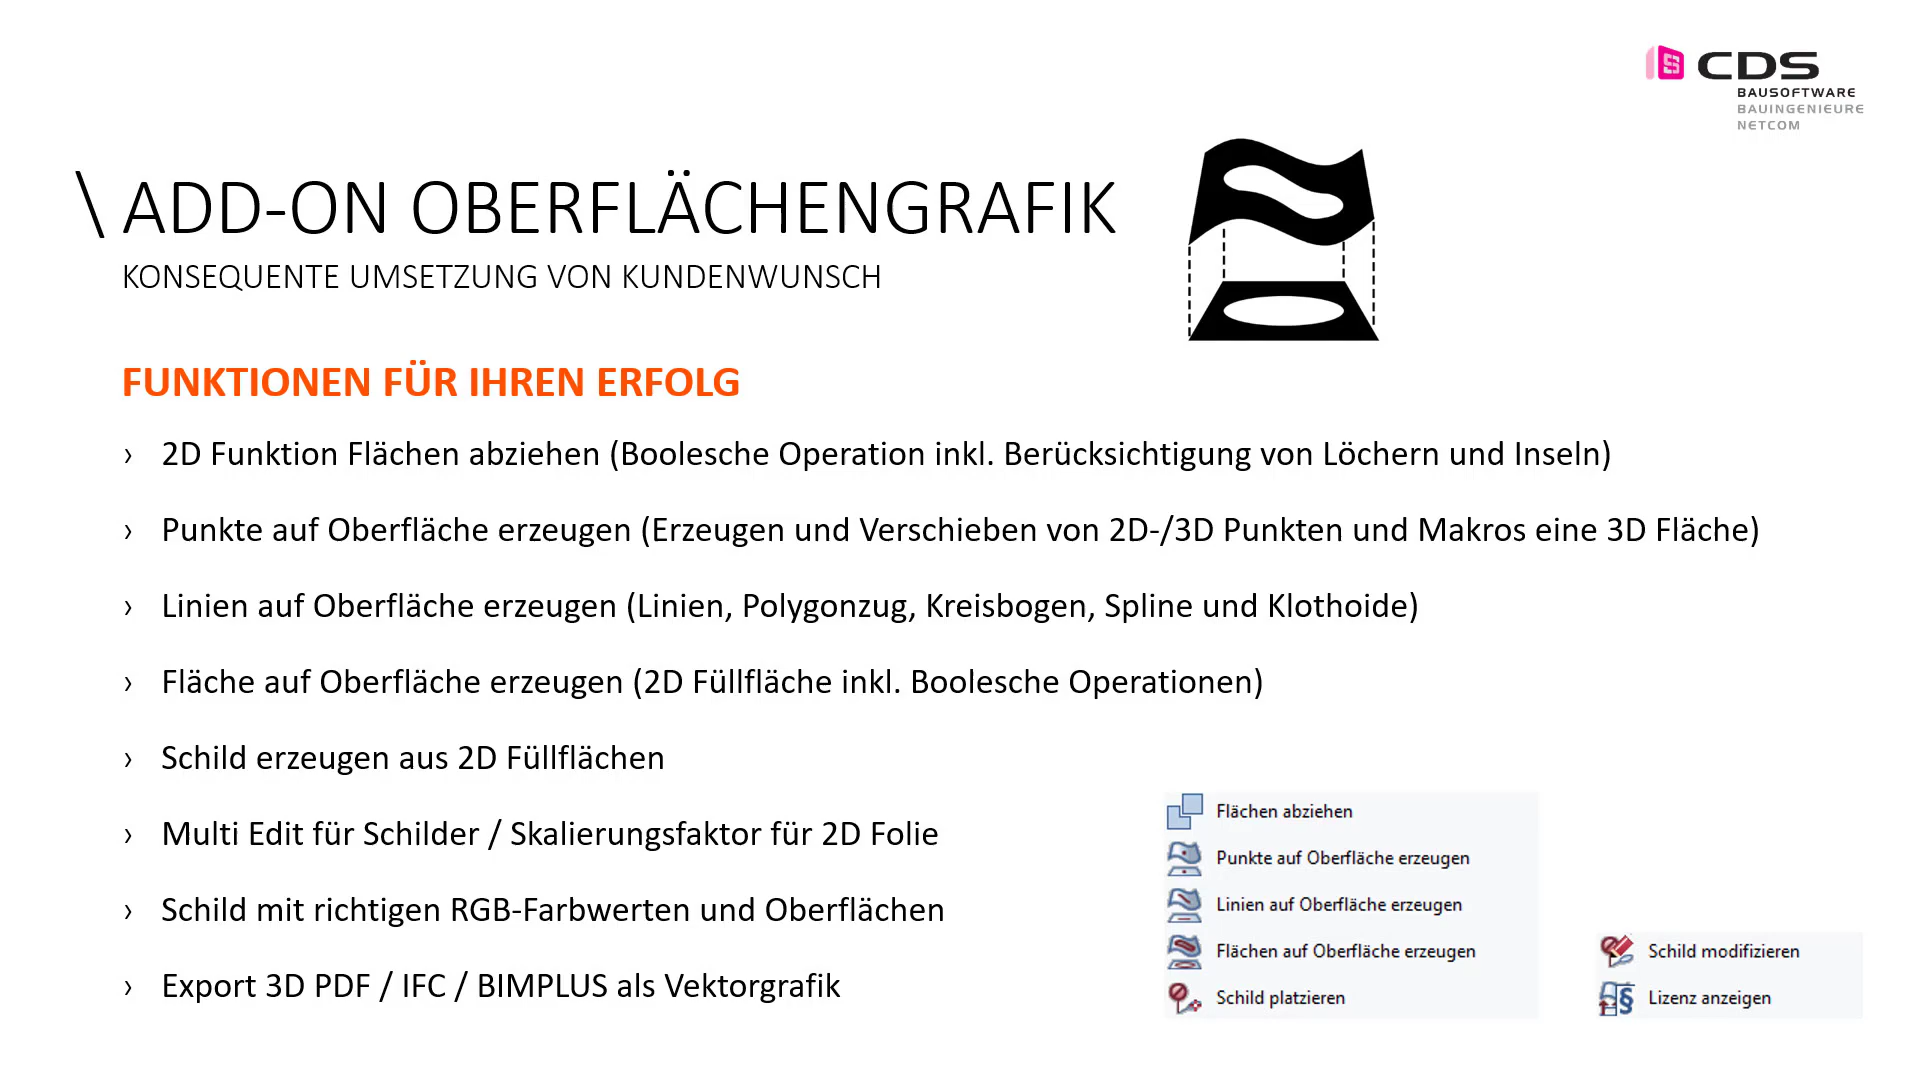 CDS
BAUSOFTWARE
BAUINGENIEURE
NETCOM
\ ADD-ON OBERFLÄCHENGRAFIK
KONSEQUENTE UMSETZUNG VON KUNDENWUNSCH
FUNKTIONEN FÜR IHREN ERFOLG
› 2D Funktion Flächen abziehen (Boolesche Operation inkl. Berücksichtigung von Löchern und Inseln)
› Punkte auf Oberfläche erzeugen (Erzeugen und Verschieben von 2D-/3D Punkten und Makros eine 3D Fläche)
› Linien auf Oberfläche erzeugen (Linien, Polygonzug, Kreisbogen, Spline und Klothoide)
› Fläche auf Oberfläche erzeugen (2D Füllfläche inkl. Boolesche Operationen)
› Schild erzeugen aus 2D Füllflächen
› Multi Edit für Schilder / Skalierungsfaktor für 2D Folie
› Schild mit richtigen RGB-Farbwerten und Oberflächen
› Export 3D PDF / IFC / BIMPLUS als Vektorgrafik
Flächen abziehen
Punkte auf Oberfläche erzeugen
Linien auf Oberfläche erzeugen
Flächen auf Oberfläche erzeugen
Schild platzieren
Schild modifizieren
Lizenz anzeigen